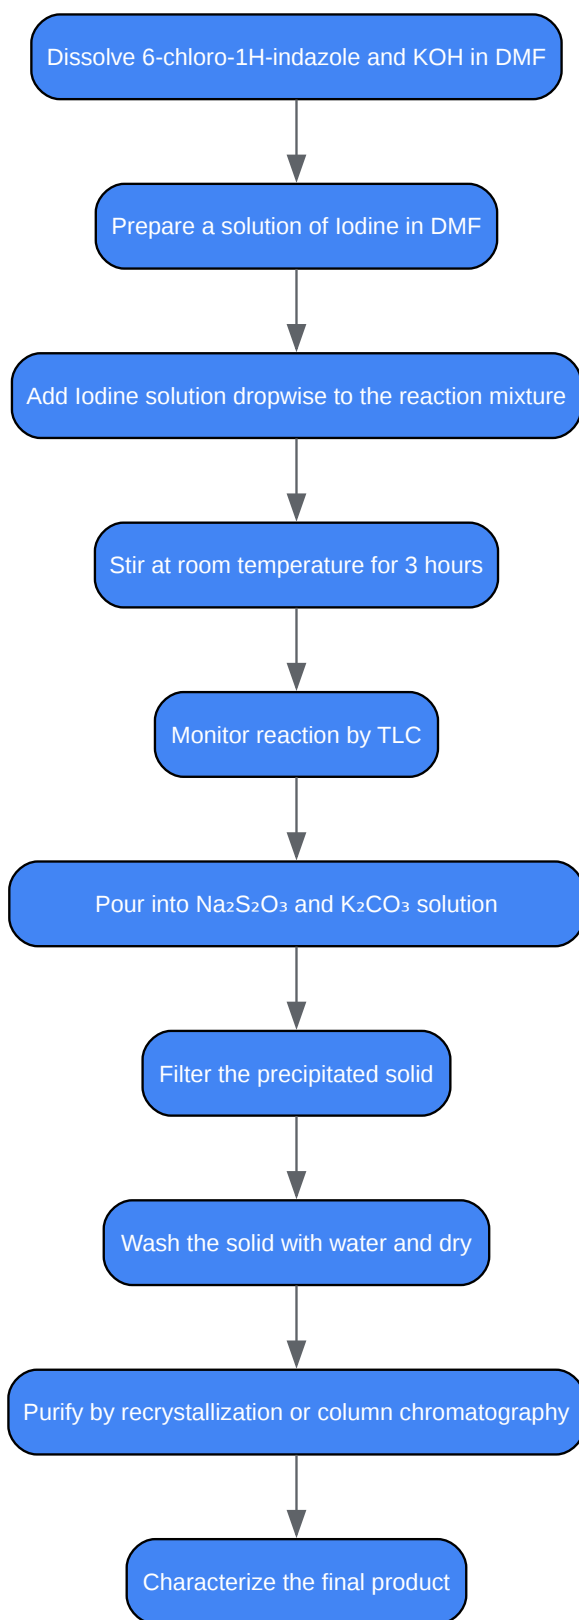 Dissolve 6-chloro-1H-indazole and KOH in DMF
Prepare a solution of Iodine in DMF
Add Iodine solution dropwise to the reaction mixture
Stir at room temperature for 3 hours
Monitor reaction by TLC
Pour into Na₂S₂O₃ and K₂CO₃ solution
Filter the precipitated solid
Wash the solid with water and dry
Purify by recrystallization or column chromatography
Characterize the final product